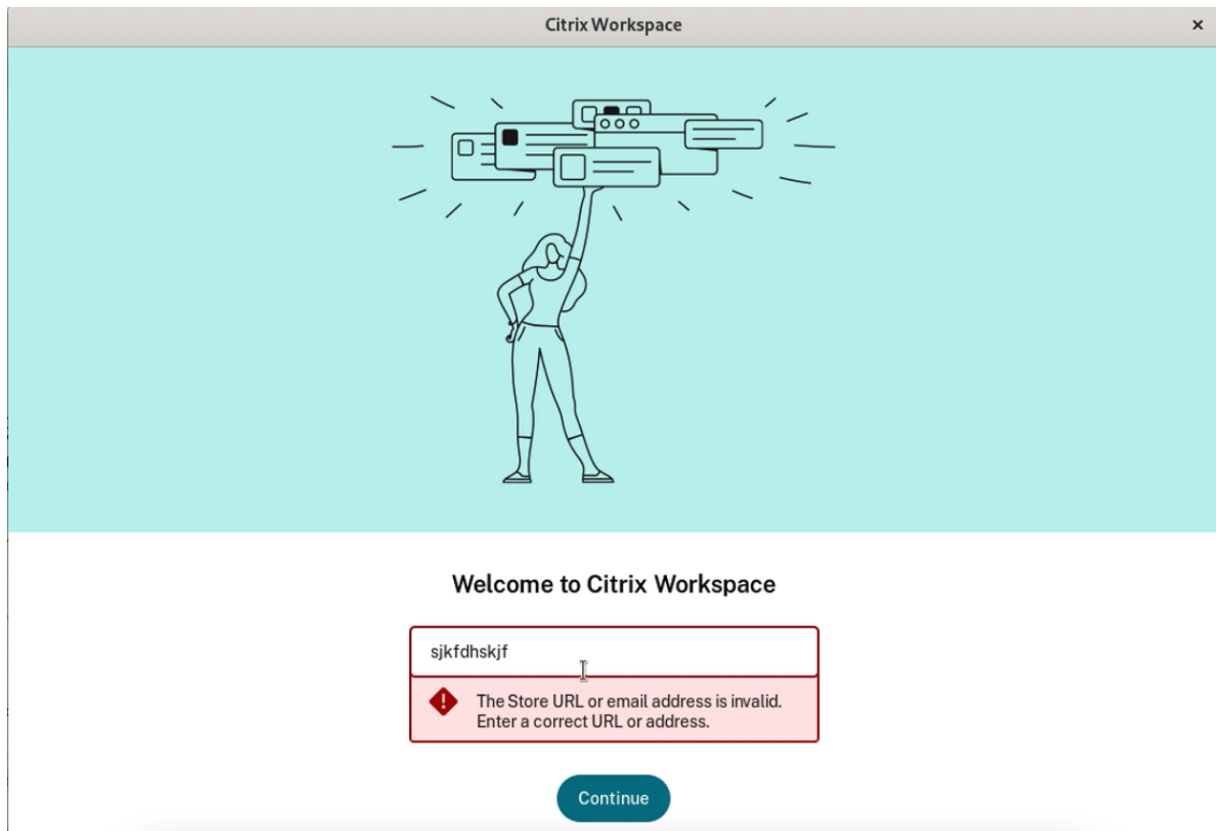 Citrix Workspace
Welcome to Citrix Workspace
sjkfdhskjf
The Store URL or email address is invalid.
Enter a correct URL or address.
Continue